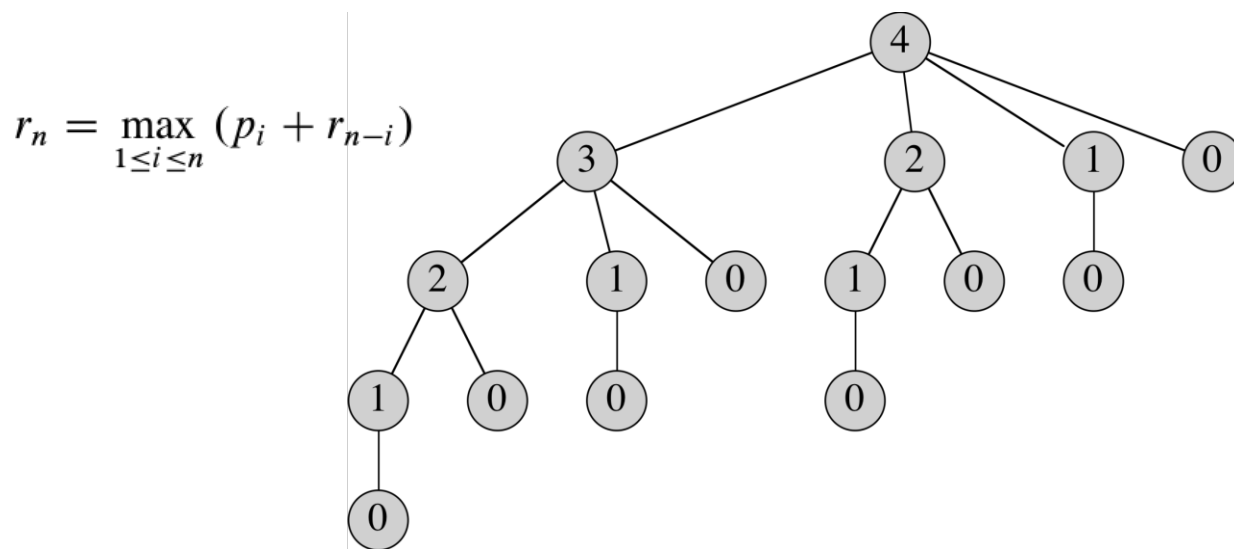 4
r_n = max_{1≤i≤n} (p_i + r_{n−i})
3 2 1 0
2 1 0 1 0 0
1 0 0 0
0